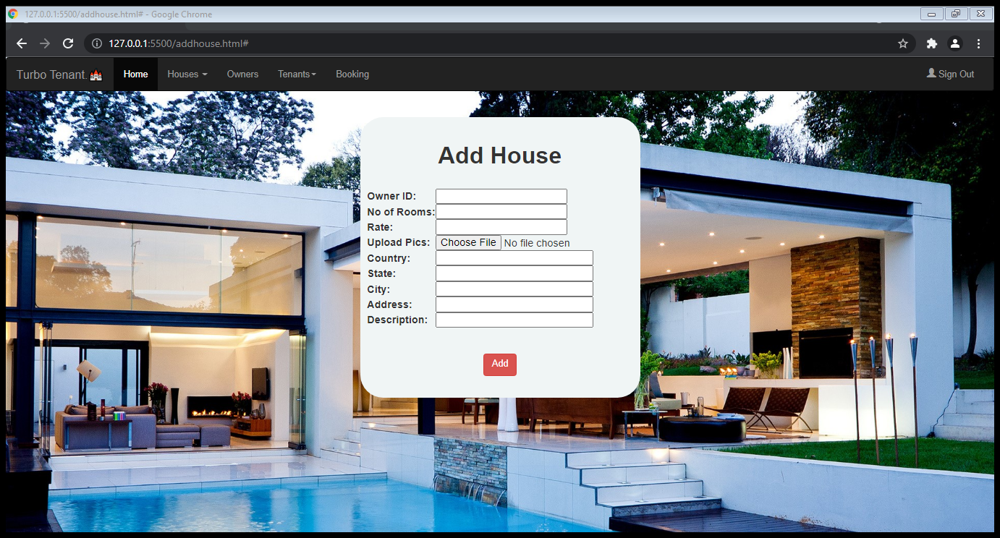 127.0.0.1:5500/addhouse.html# - Google Chrome
127.0.0.1:5500/addhouse.html#
Turbo Tenant. Home Houses Owners Tenants Booking Sign Out
Add House
Owner ID:
No of Rooms:
Rate:
Upload Pics: Choose File No file chosen
Country:
State:
City:
Address:
Description:
Add